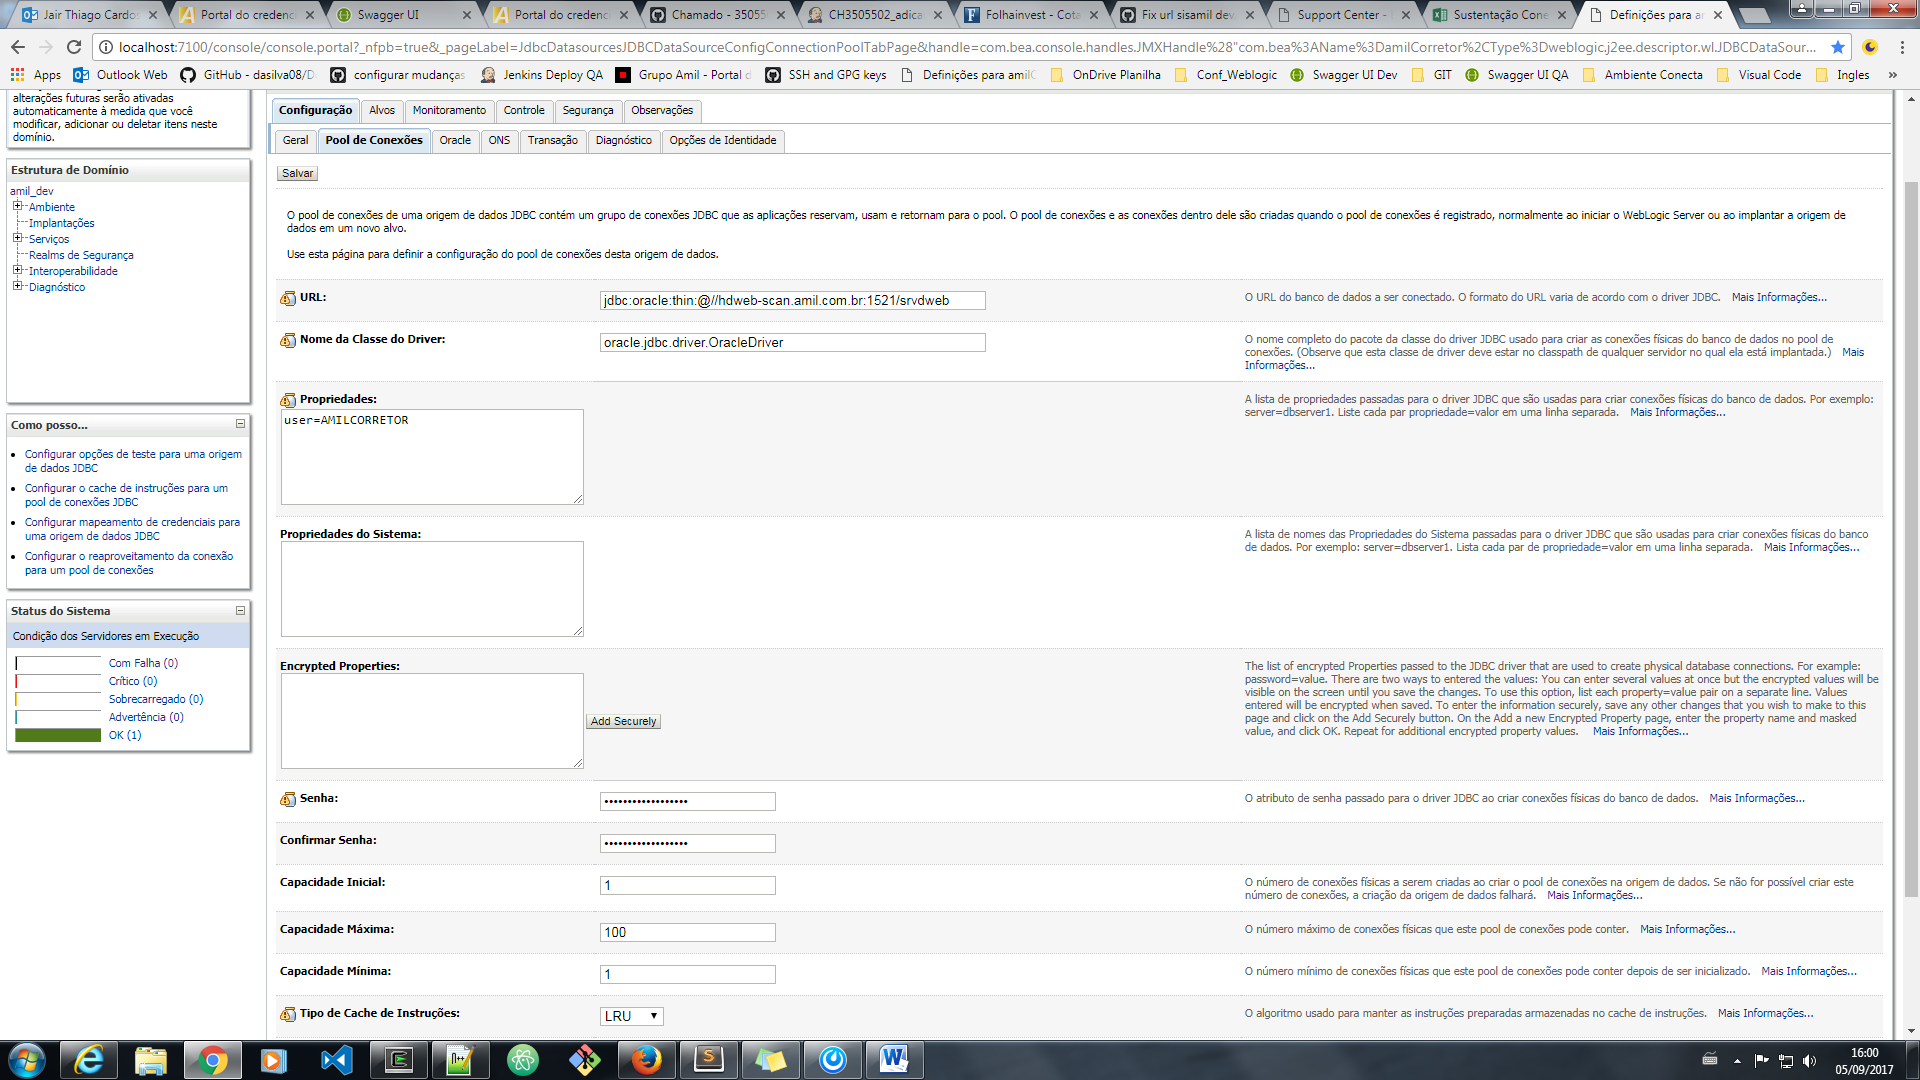 Jair Thiago Cardos
Portal do credenc
Swagger UI
Portal do credenc
Chamado - 35055
CH3505502_adica
Folhainvest - Cota
Fix url sisamil dev
Support Center -
Sustentação Cone
Definições para ar
localhost:7100/console/console.portal?_nfpb=true&_pageLabel=JdbcDatasourcesJDBCDataSourceConfigConnectionPoolTabPage&handle=com.bea.console.handles.JMXHandle%28"com.bea%3AName%3DamilCorretor%2CType%3Dweblogic.j2ee.descriptor.wl.JDBCDataSour...
Apps
Outlook Web
GitHub - dasilva08/D
configurar mudanças
Jenkins Deploy QA
Grupo Amil - Portal d
SSH and GPG keys
Definições para amilC
OnDrive Planilha
Conf_Weblogic
Swagger UI Dev
GIT
Swagger UI QA
Ambiente Conecta
Visual Code
Ingles
»
alterações futuras serão ativadas
automaticamente à medida que você
modificar, adicionar ou deletar itens neste
domínio.
Estrutura de Domínio
amil_dev
Ambiente
Implantações
Serviços
Realms de Segurança
Interoperabilidade
Diagnóstico
Como posso...
Configurar opções de teste para uma origem
de dados JDBC
Configurar o cache de instruções para um
pool de conexões JDBC
Configurar mapeamento de credenciais para
uma origem de dados JDBC
Configurar o reaproveitamento da conexão
para um pool de conexões
Status do Sistema
Condição dos Servidores em Execução
Com Falha (0)
Crítico (0)
Sobrecarregado (0)
Advertência (0)
OK (1)
Configuração Alvos Monitoramento Controle Segurança Observações
Geral Pool de Conexões Oracle ONS Transação Diagnóstico Opções de Identidade
Salvar
O pool de conexões de uma origem de dados JDBC contém um grupo de conexões JDBC que as aplicações reservam, usam e retornam para o pool. O pool de conexões e as conexões dentro dele são criadas quando o pool de conexões é registrado, normalmente ao iniciar o WebLogic Server ou ao implantar a origem de
dados em um novo alvo.
Use esta página para definir a configuração do pool de conexões desta origem de dados.
URL:
jdbc:oracle:thin:@//hdweb-scan.amil.com.br:1521/srvdweb
O URL do banco de dados a ser conectado. O formato do URL varia de acordo com o driver JDBC. Mais Informações...
Nome da Classe do Driver:
oracle.jdbc.driver.OracleDriver
O nome completo do pacote da classe do driver JDBC usado para criar as conexões físicas do banco de dados no pool de
conexões. (Observe que esta classe de driver deve estar no classpath de qualquer servidor no qual ela está implantada.) Mais
Informações...
Propriedades:
user=AMILCORRETOR
A lista de propriedades passadas para o driver JDBC que são usadas para criar conexões físicas do banco de dados. Por exemplo:
server=dbserver1. Liste cada par propriedade=valor em uma linha separada. Mais Informações...
Propriedades do Sistema:
A lista de nomes das Propriedades do Sistema passadas para o driver JDBC que são usadas para criar conexões físicas do banco
de dados. Por exemplo: server=dbserver1. Lista cada par de propriedade=valor em uma linha separada. Mais Informações...
Encrypted Properties:
Add Securely
The list of encrypted Properties passed to the JDBC driver that are used to create physical database connections. For example:
password=value. There are two ways to entered the values: You can enter several values at once but the encrypted values will be
visible on the screen until you save the changes. To use this option, list each property=value pair on a separate line. Values
entered will be encrypted when saved. To enter the information securely, save any other changes that you wish to make to this
page and click on the Add Securely button. On the Add a new Encrypted Property page, enter the property name and masked
value, and click OK. Repeat for additional encrypted property values. Mais Informações...
Senha:
••••••••••••••••••
O atributo de senha passado para o driver JDBC ao criar conexões físicas do banco de dados. Mais Informações...
Confirmar Senha:
••••••••••••••••••
Capacidade Inicial:
1
O número de conexões físicas a serem criadas ao criar o pool de conexões na origem de dados. Se não for possível criar este
número de conexões, a criação da origem de dados falhará. Mais Informações...
Capacidade Máxima:
100
O número máximo de conexões físicas que este pool de conexões pode conter. Mais Informações...
Capacidade Mínima:
1
O número mínimo de conexões físicas que este pool de conexões pode conter depois de ser inicializado. Mais Informações...
Tipo de Cache de Instruções:
LRU
O algoritmo usado para manter as instruções preparadas armazenadas no cache de instruções. Mais Informações...
16:00
05/09/2017